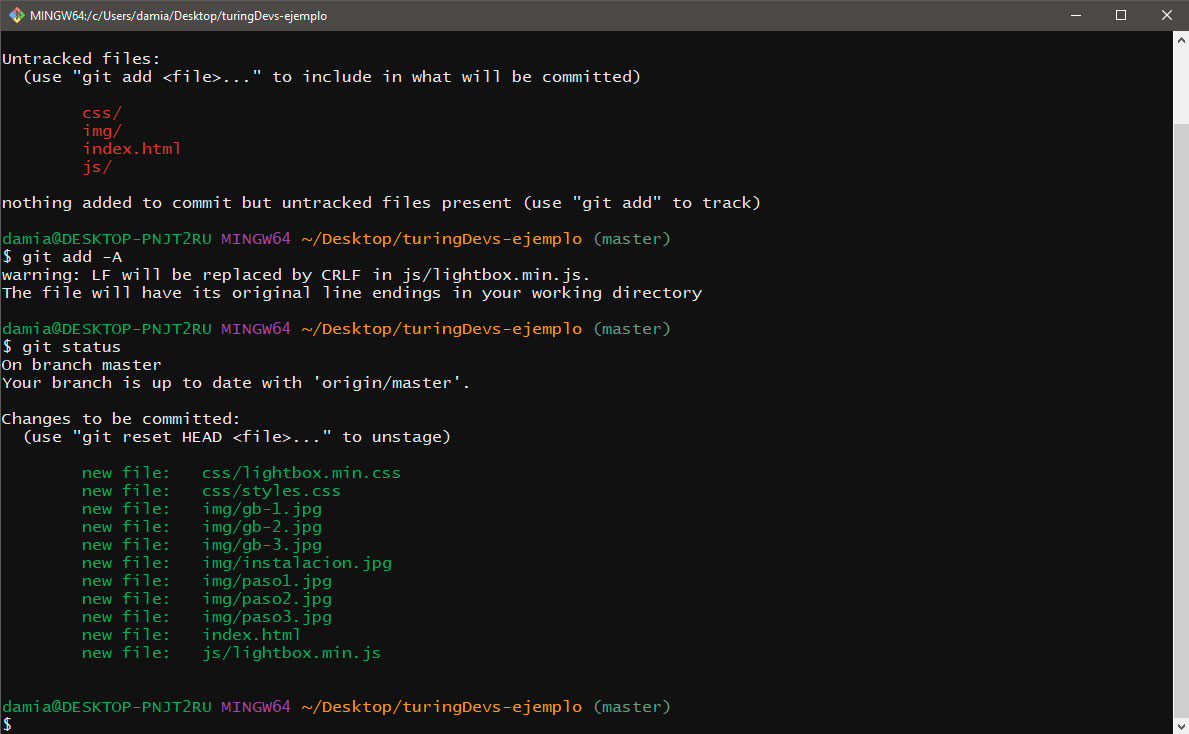 MINGW64:/c/Users/damia/Desktop/turingDevs-ejemplo
Untracked files:
  (use "git add <file>..." to include in what will be committed)
        css/
        img/
        index.html
        js/
nothing added to commit but untracked files present (use "git add" to track)
damia@DESKTOP-PNJT2RU MINGW64 ~/Desktop/turingDevs-ejemplo (master)
$ git add -A
warning: LF will be replaced by CRLF in js/lightbox.min.js.
The file will have its original line endings in your working directory
damia@DESKTOP-PNJT2RU MINGW64 ~/Desktop/turingDevs-ejemplo (master)
$ git status
On branch master
Your branch is up to date with 'origin/master'.
Changes to be committed:
  (use "git reset HEAD <file>..." to unstage)
        new file:   css/lightbox.min.css
        new file:   css/styles.css
        new file:   img/gb-1.jpg
        new file:   img/gb-2.jpg
        new file:   img/gb-3.jpg
        new file:   img/instalacion.jpg
        new file:   img/paso1.jpg
        new file:   img/paso2.jpg
        new file:   img/paso3.jpg
        new file:   index.html
        new file:   js/lightbox.min.js
damia@DESKTOP-PNJT2RU MINGW64 ~/Desktop/turingDevs-ejemplo (master)
$